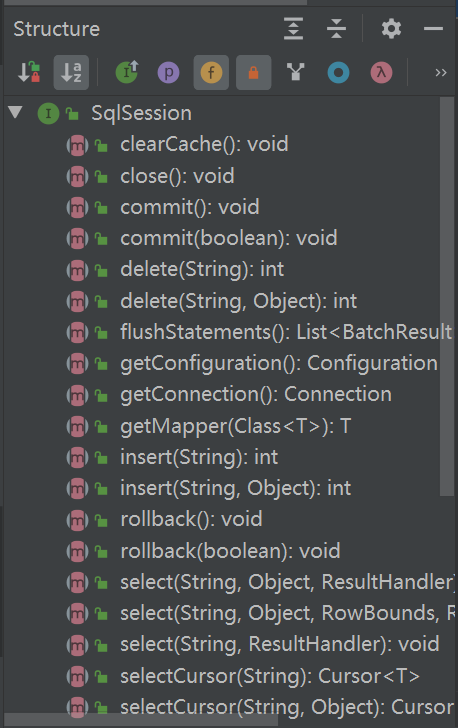 Structure
SqlSession
clearCache(): void
close(): void
commit(): void
commit(boolean): void
delete(String): int
delete(String, Object): int
flushStatements(): List<BatchResult
getConfiguration(): Configuration
getConnection(): Connection
getMapper(Class<T>): T
insert(String): int
insert(String, Object): int
rollback(): void
rollback(boolean): void
select(String, Object, ResultHandler)
select(String, Object, RowBounds, R
select(String, ResultHandler): void
selectCursor(String): Cursor<T>
selectCursor(String, Object): Cursor